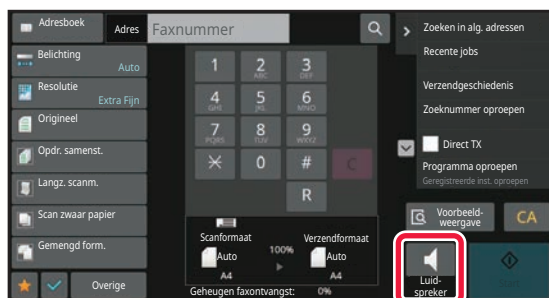 Adresboek
Adres
Faxnummer
Belichting
Auto
Resolutie
Extra Fijn
Origineel
Opdr. samenst.
Langz. scanm.
Scan zwaar papier
Gemengd form.
Overige
1
2 ABC
3 DEF
4 GHI
5 JKL
6 MNO
7 PQRS
8 TUV
9 WXYZ
0
#
C
R
Scanformaat
Auto
A4
100%
Verzendformaat
Auto
A4
Geheugen faxontvangst: 0%
Zoeken in alg. adressen
Recente jobs
Verzendgeschiedenis
Zoeknummer oproepen
Direct TX
Programma oproepen
Geregistreerde inst. oproepen
Voorbeeld-
weergave
CA
Luid-
spreker
Start